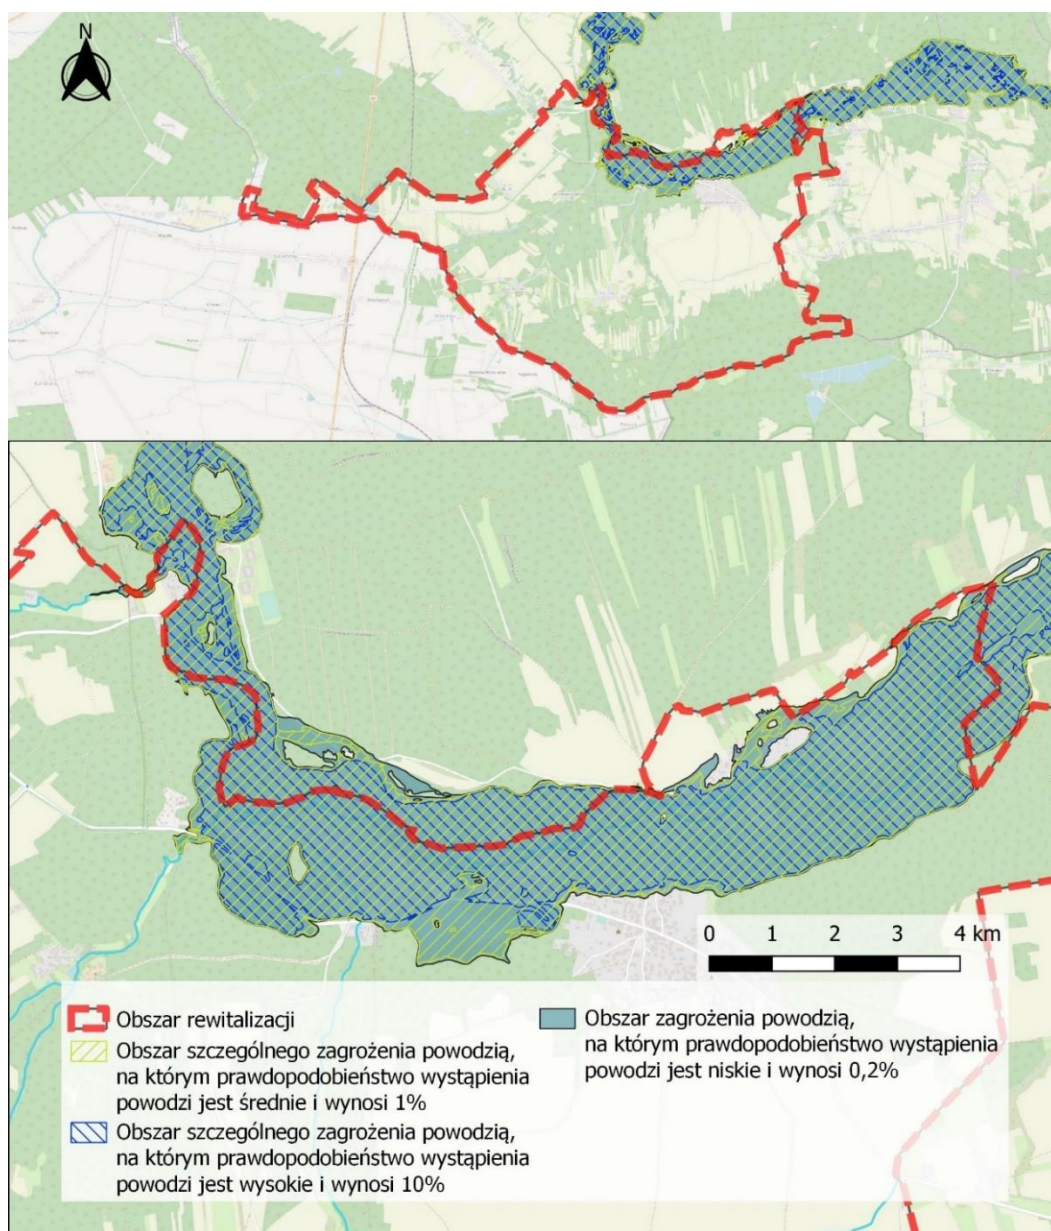 N
0 1 2 3 4 km
Obszar rewitalizacji
Obszar szczególnego zagrożenia powodzią,
na którym prawdopodobieństwo wystąpienia
powodzi jest średnie i wynosi 1%
Obszar szczególnego zagrożenia powodzią,
na którym prawdopodobieństwo wystąpienia
powodzi jest wysokie i wynosi 10%
Obszar zagrożenia powodzią,
na którym prawdopodobieństwo wystąpienia
powodzi jest niskie i wynosi 0,2%